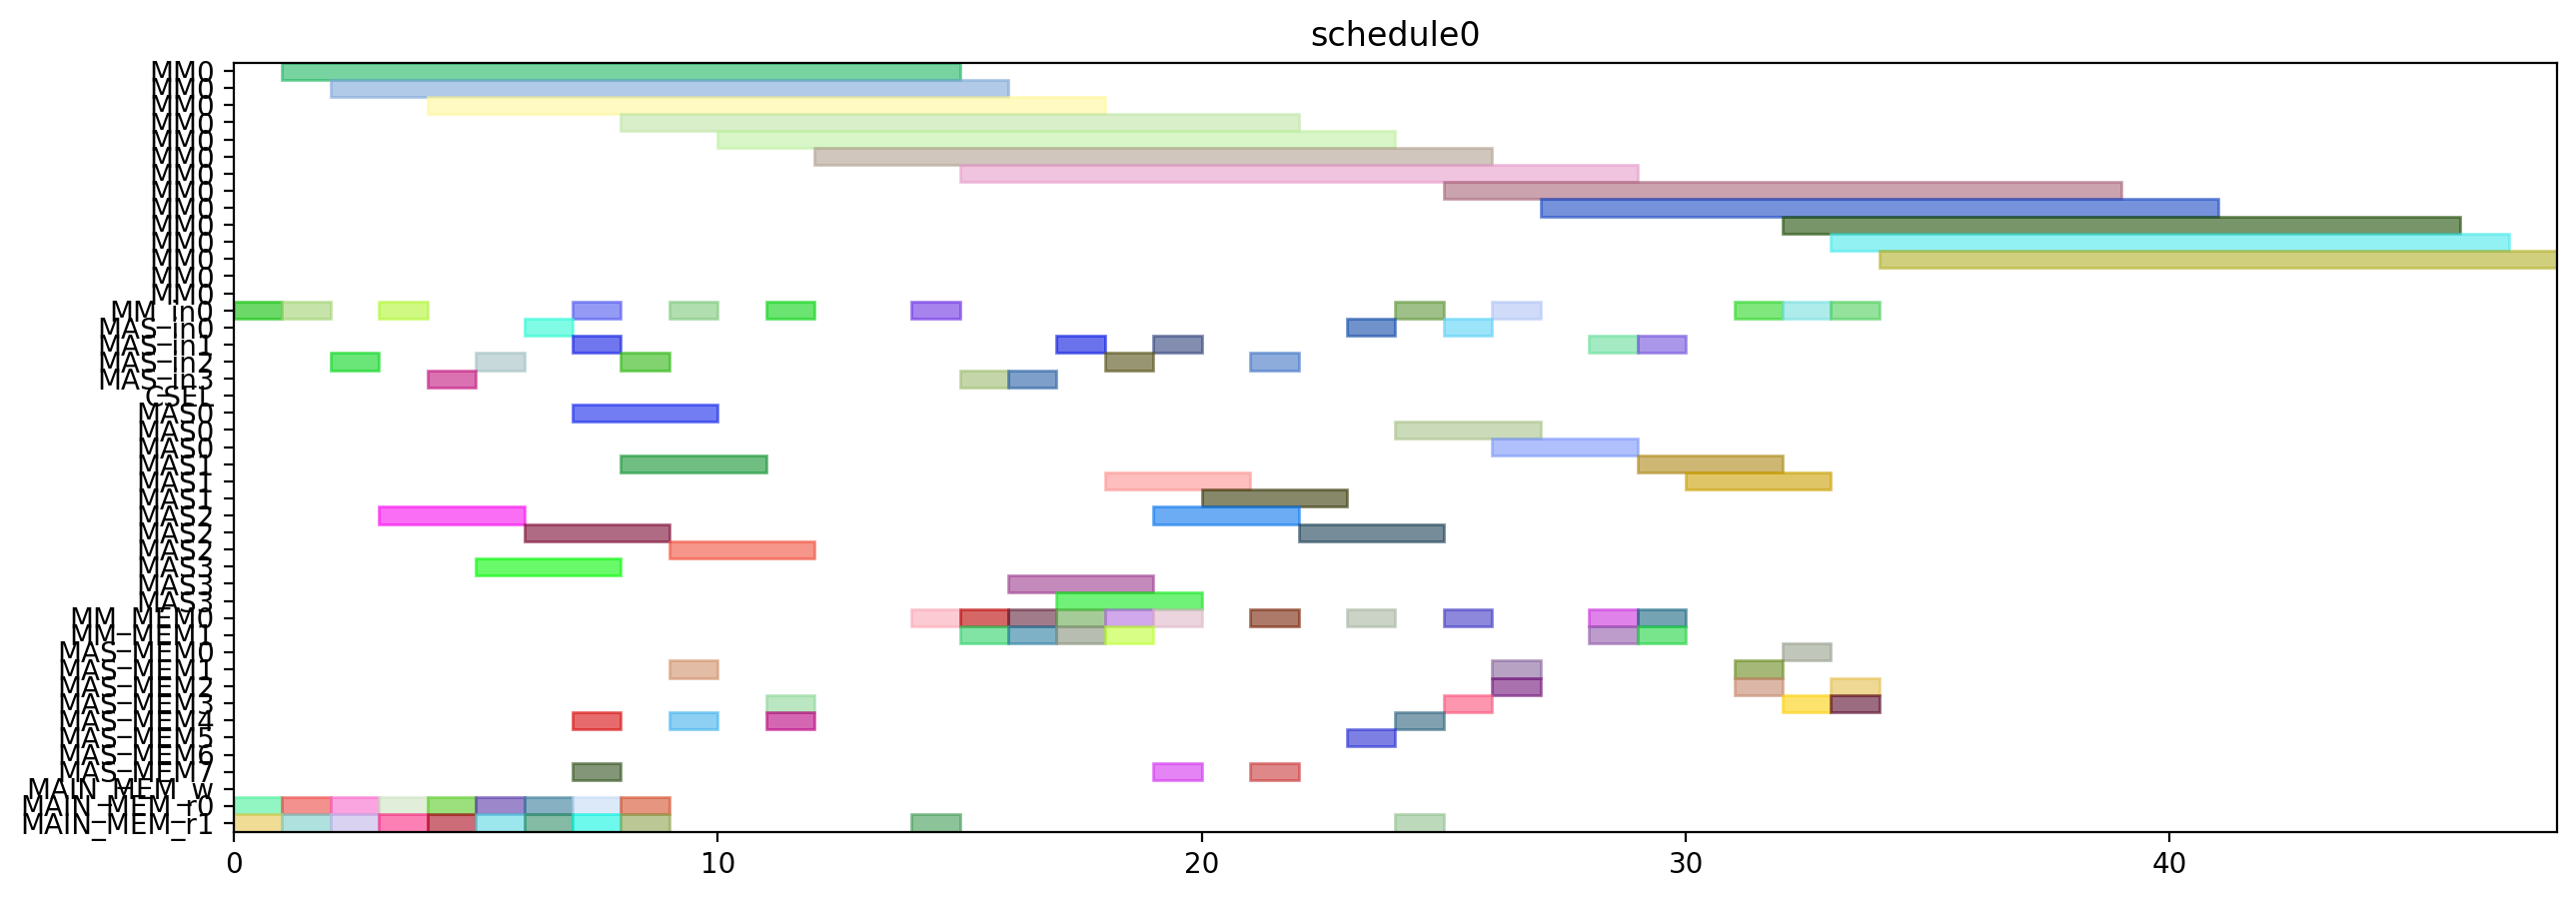 schedule0
MM0
MM0
MM0
MM0
MM0
MM0
MM0
MM0
MM0
MM0
MM0
MM0
MM0
MM0
MM_in0
MAS_in0
MAS_in1
MAS_in2
MAS_in3
CSEL
MAS0
MAS0
MAS0
MAS1
MAS1
MAS1
MAS2
MAS2
MAS2
MAS3
MAS3
MAS3
MM_MEM0
MM_MEM1
MAS_MEM0
MAS_MEM1
MAS_MEM2
MAS_MEM3
MAS_MEM4
MAS_MEM5
MAS_MEM6
MAS_MEM7
MAIN_MEM_w
MAIN_MEM_r0
MAIN_MEM_r1
0 10 20 30 40